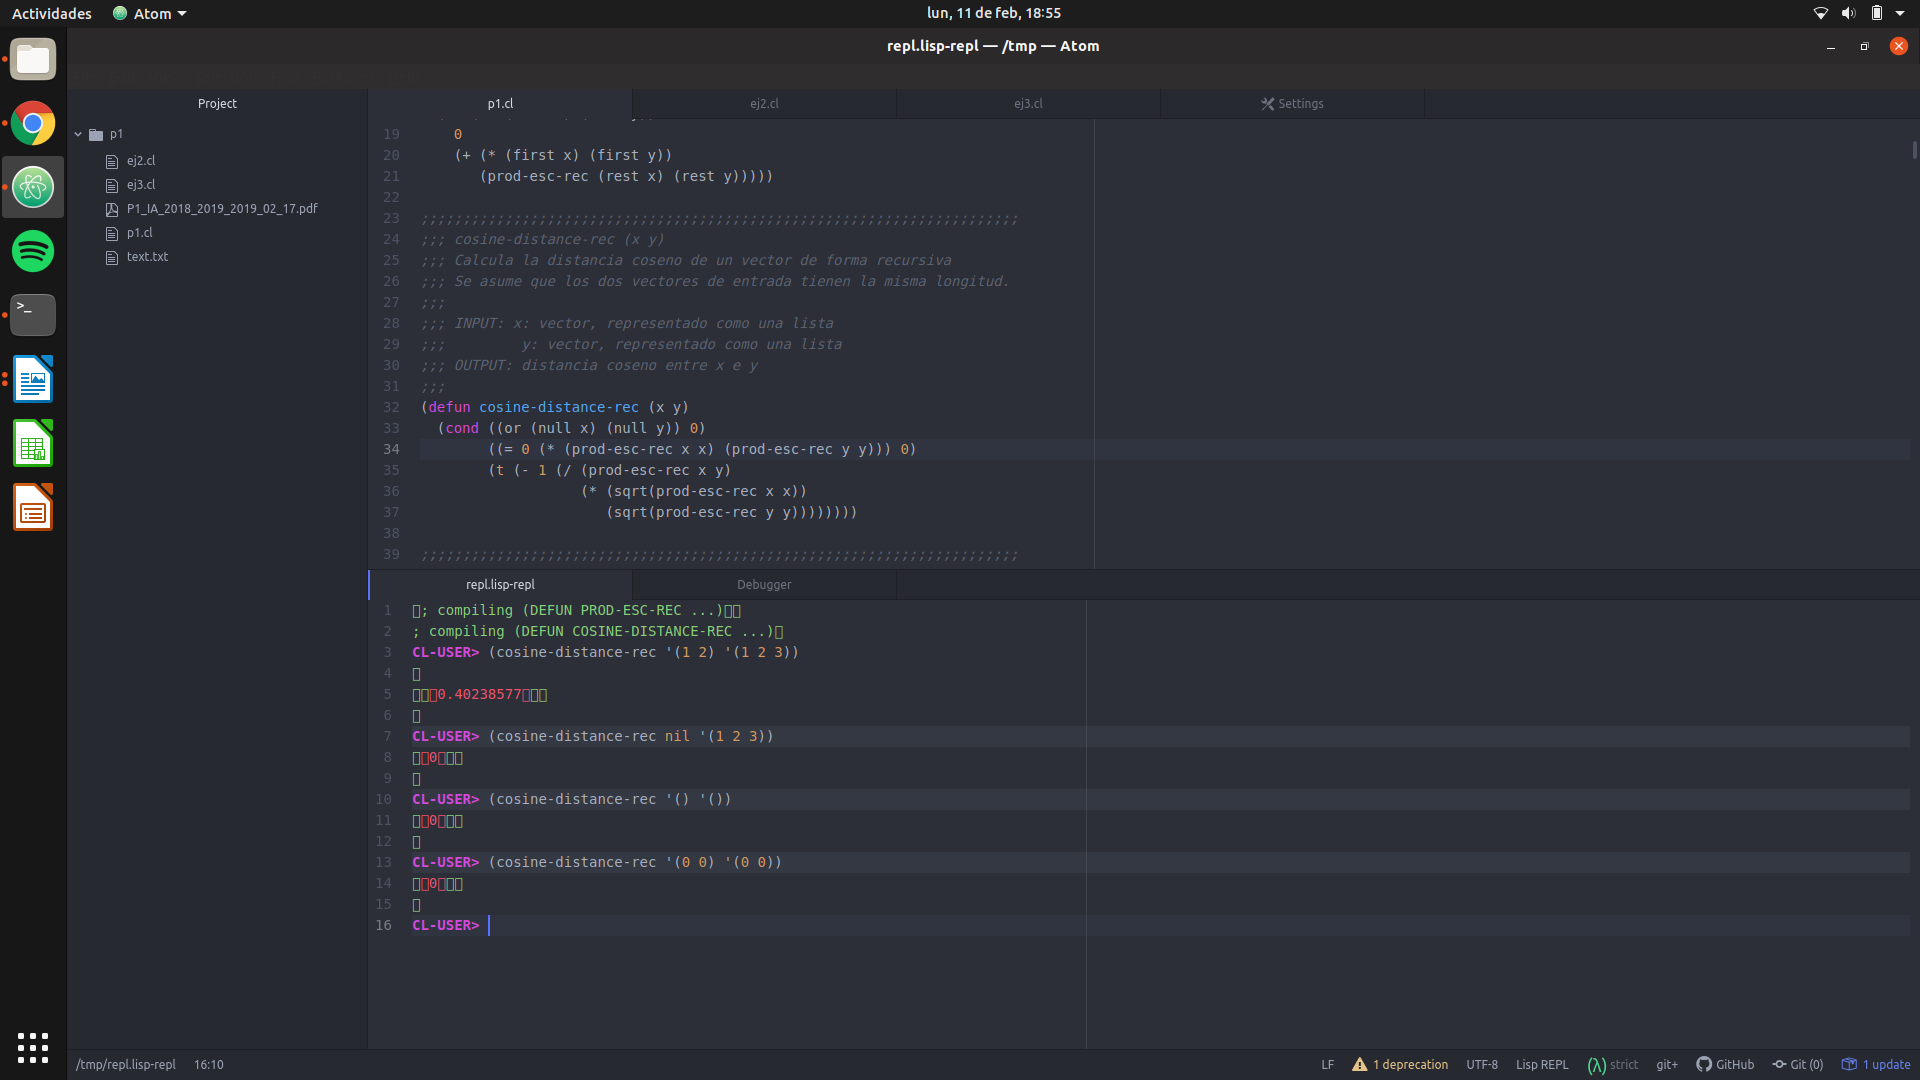 Actividades
Atom
lun, 11 de feb, 18:55
repl.lisp-repl — /tmp — Atom
Project
p1
ej2.cl
ej3.cl
P1_IA_2018_2019_2019_02_17.pdf
p1.cl
text.txt
p1.cl
ej2.cl
ej3.cl
Settings
19 0
20 (+ (* (first x) (first y))
21 (prod-esc-rec (rest x) (rest y)))))
22
23 ;;;;;;;;;;;;;;;;;;;;;;;;;;;;;;;;;;;;;;;;;;;;;;;;;;;;;;;;;;;;;;;;;;;;;;;
24 ;;; cosine-distance-rec (x y)
25 ;;; Calcula la distancia coseno de un vector de forma recursiva
26 ;;; Se asume que los dos vectores de entrada tienen la misma longitud.
27 ;;;
28 ;;; INPUT: x: vector, representado como una lista
29 ;;; y: vector, representado como una lista
30 ;;; OUTPUT: distancia coseno entre x e y
31 ;;;
32 (defun cosine-distance-rec (x y)
33 (cond ((or (null x) (null y)) 0)
34 ((= 0 (* (prod-esc-rec x x) (prod-esc-rec y y))) 0)
35 (t (- 1 (/ (prod-esc-rec x y)
36 (* (sqrt(prod-esc-rec x x))
37 (sqrt(prod-esc-rec y y))))))))
38
39 ;;;;;;;;;;;;;;;;;;;;;;;;;;;;;;;;;;;;;;;;;;;;;;;;;;;;;;;;;;;;;;;;;;;;;;;
repl.lisp-repl
Debugger
1 ; compiling (DEFUN PROD-ESC-REC ...)
2 ; compiling (DEFUN COSINE-DISTANCE-REC ...)
3 CL-USER> (cosine-distance-rec '(1 2) '(1 2 3))
4
5 0.40238577
6
7 CL-USER> (cosine-distance-rec nil '(1 2 3))
8 0
9
10 CL-USER> (cosine-distance-rec '() '())
11 0
12
13 CL-USER> (cosine-distance-rec '(0 0) '(0 0))
14 0
15
16 CL-USER>
/tmp/repl.lisp-repl 16:10
LF 1 deprecation UTF-8 Lisp REPL (λ) strict git+ GitHub Git (0) 1 update